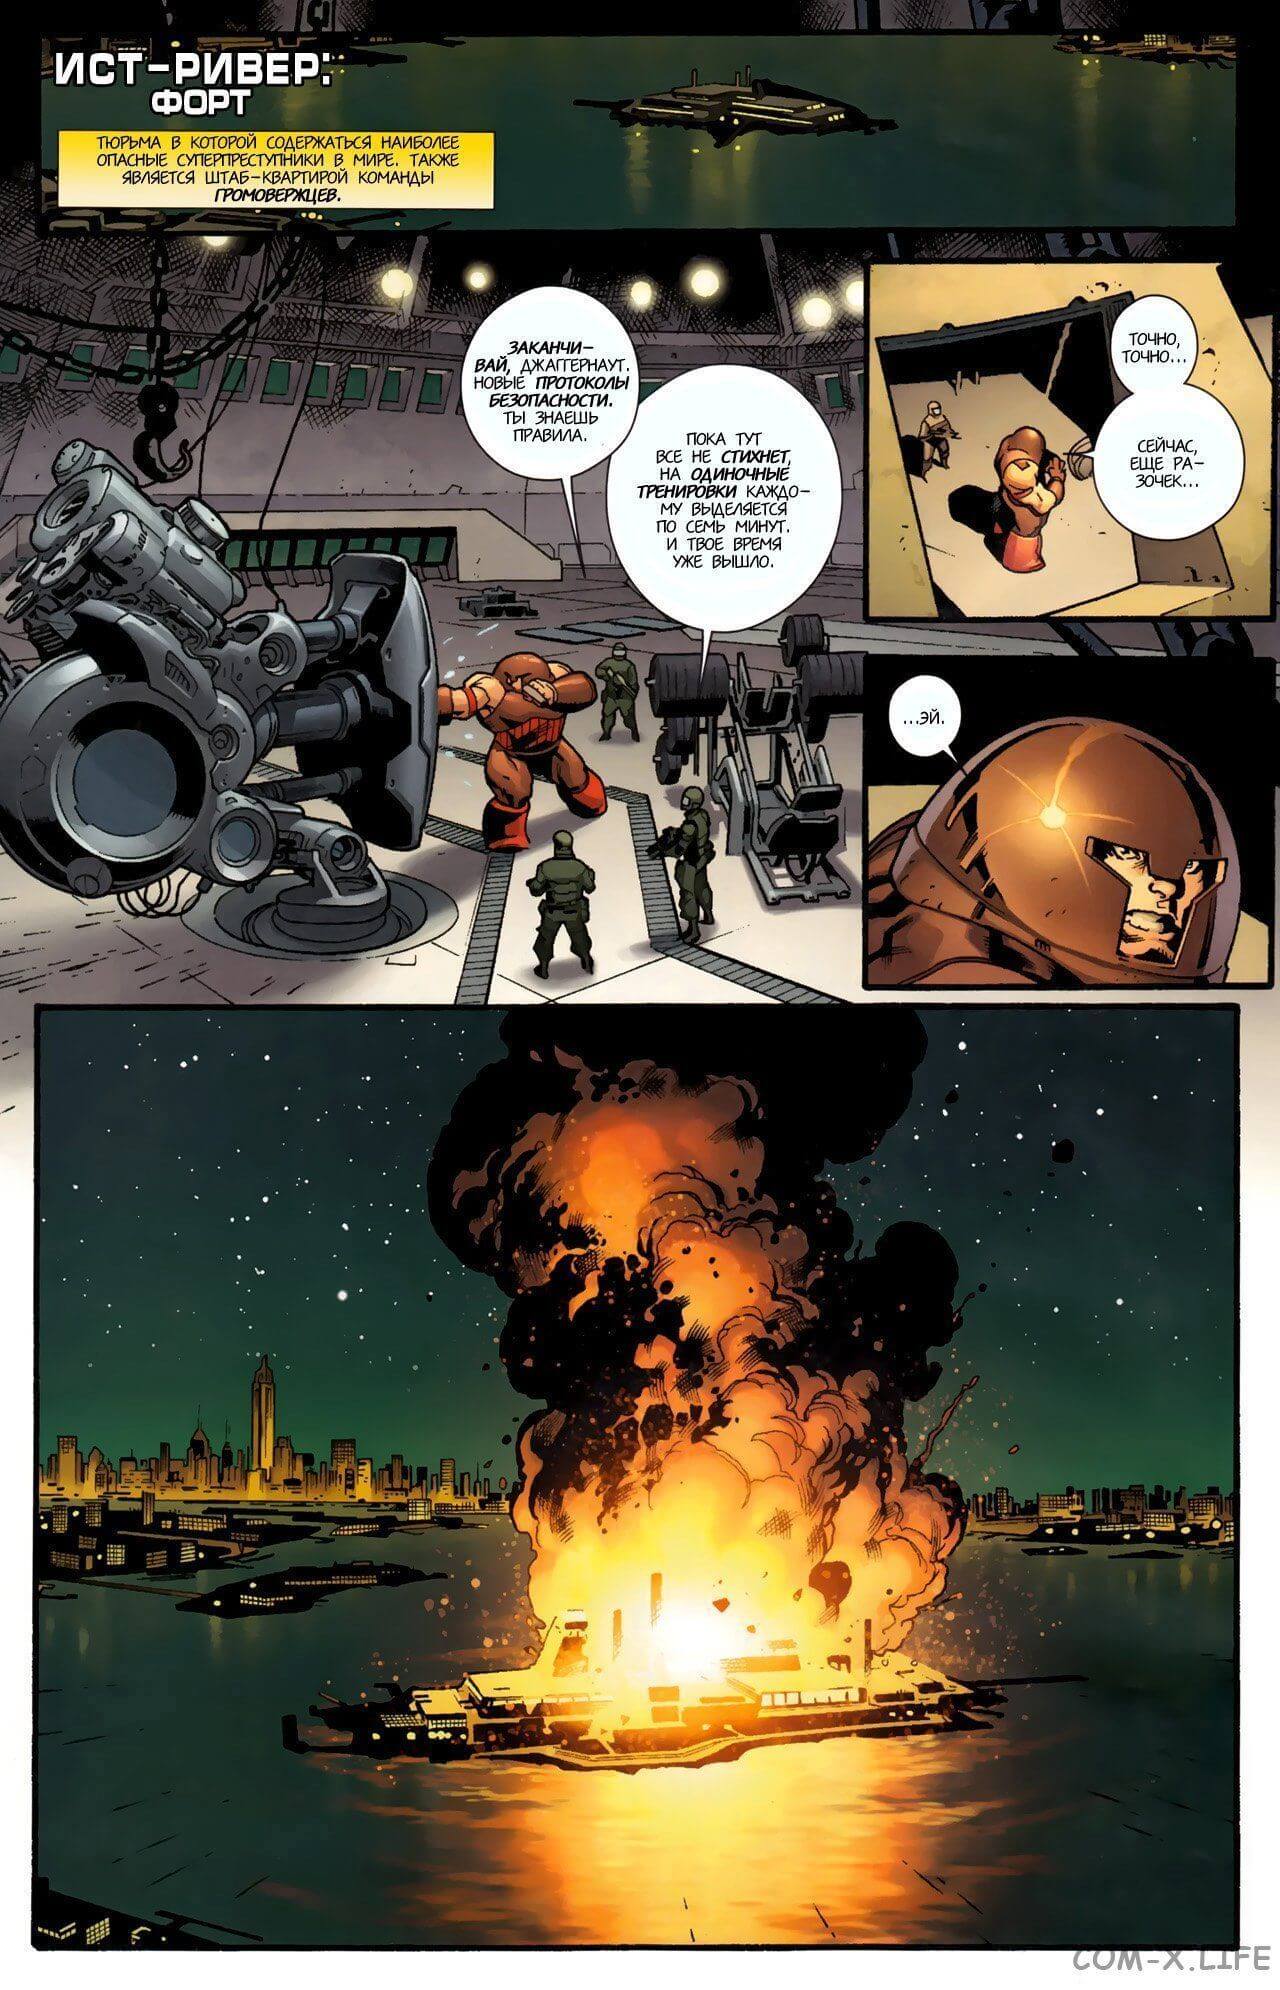 ИСТ-РИВЕР:
ФОРТ
ТЮРЬМА В КОТОРОЙ СОДЕРЖАТЬСЯ НАИБОЛЕЕ
ОПАСНЫЕ СУПЕРПРЕСТУПНИКИ В МИРЕ. ТАКЖЕ
ЯВЛЯЕТСЯ ШТАБ-КВАРТИРОЙ КОМАНДЫ
ГРОМОВЕРЖЦЕВ.
ЗАКАНЧИ-
ВАЙ, ДЖАГГЕРНАУТ.
НОВЫЕ ПРОТОКОЛЫ
БЕЗОПАСНОСТИ.
ТЫ ЗНАЕШЬ
ПРАВИЛА.
ПОКА ТУТ
ВСЕ НЕ СТИХНЕТ,
НА ОДИНОЧНЫЕ
ТРЕНИРОВКИ КАЖДО-
МУ ВЫДЕЛЯЕТСЯ
ПО СЕМЬ МИНУТ.
И ТВОЕ ВРЕМЯ
УЖЕ ВЫШЛО.
ТОЧНО,
ТОЧНО...
СЕЙЧАС,
ЕЩЕ РА-
ЗОЧЕК...
...ЭЙ.
COM-X.LIFE